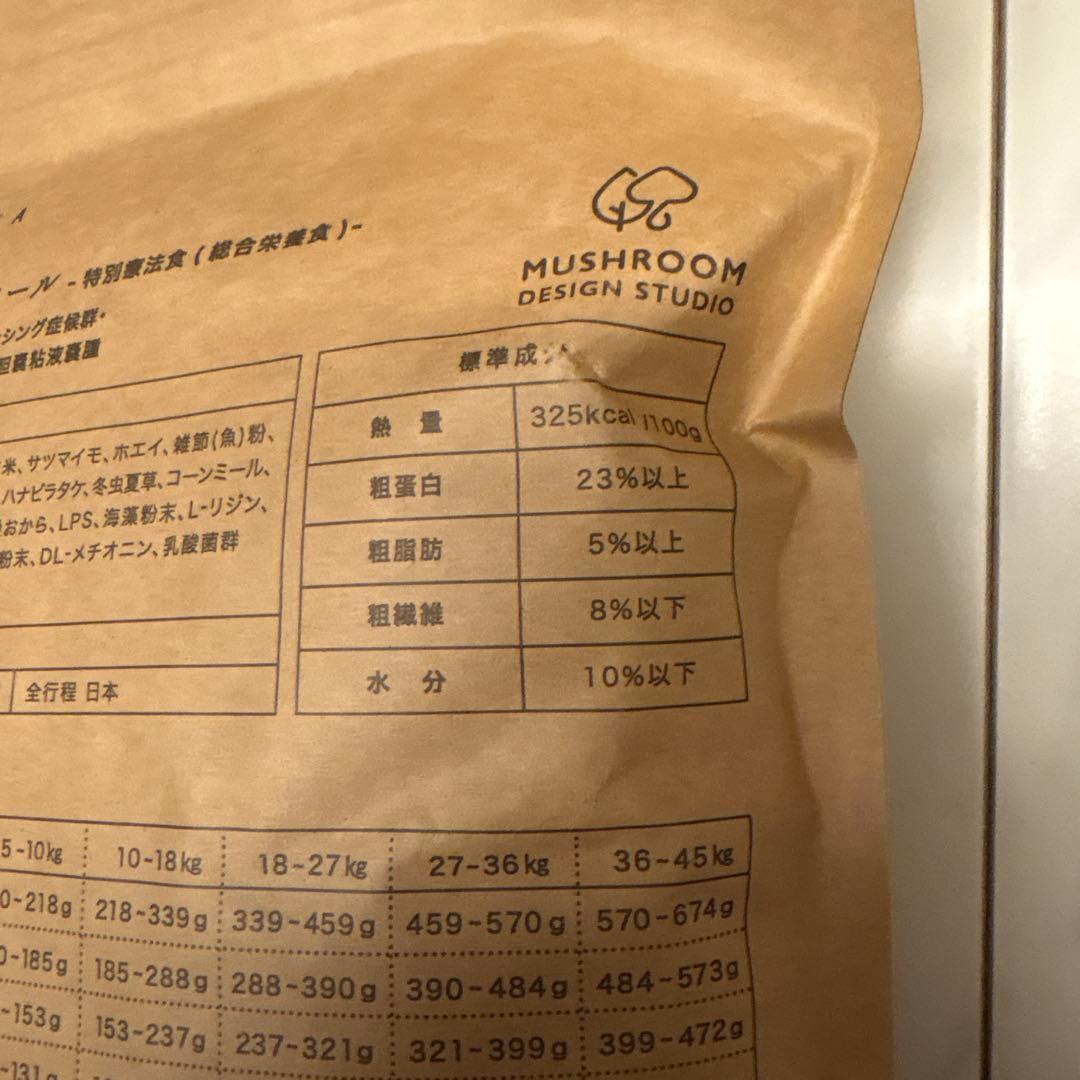 A
ール - 特別療法食 ( 総合栄養食 ) -
シング症候群・
胆嚢粘液嚢腫
米、サツマイモ、ホエイ、雑節(魚)粉、
ハナビラタケ、冬虫夏草、コーンミール、
おから、LPS、海藻粉末、L-リジン、
粉末、DL-メチオニン、乳酸菌群
全行程 日本
MUSHROOM
DESIGN STUDIO
標準成分
熱 量 325kcal/100g
粗蛋白 23%以上
粗脂肪 5%以上
粗繊維 8%以下
水 分 10%以下
5~10kg 10~18kg 18~27kg 27~36kg 36~45kg
0~218g 218~339g 339~459g 459~570g 570~674g
0~185g 185~288g 288~390g 390~484g 484~573g
~153g 153~237g 237~321g 321~399g 399~472g
~131g